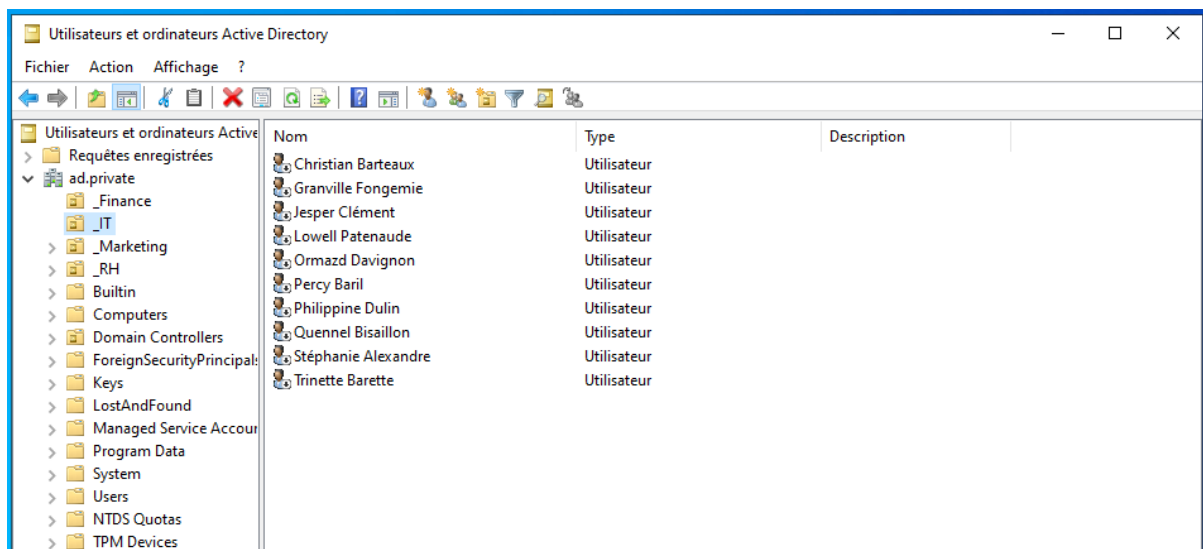 Utilisateurs et ordinateurs Active Directory
Fichier Action Affichage ?
Utilisateurs et ordinateurs Active
Requêtes enregistrées
ad.private
_Finance
_IT
_Marketing
_RH
Builtin
Computers
Domain Controllers
ForeignSecurityPrincipals
Keys
LostAndFound
Managed Service Accour
Program Data
System
Users
NTDS Quotas
TPM Devices
Nom Type Description
Christian Barteaux Utilisateur
Granville Fongemie Utilisateur
Jesper Clément Utilisateur
Lowell Patenaude Utilisateur
Ormazd Davignon Utilisateur
Percy Baril Utilisateur
Philippine Dulin Utilisateur
Quennel Bisaillon Utilisateur
Stéphanie Alexandre Utilisateur
Trinette Barette Utilisateur